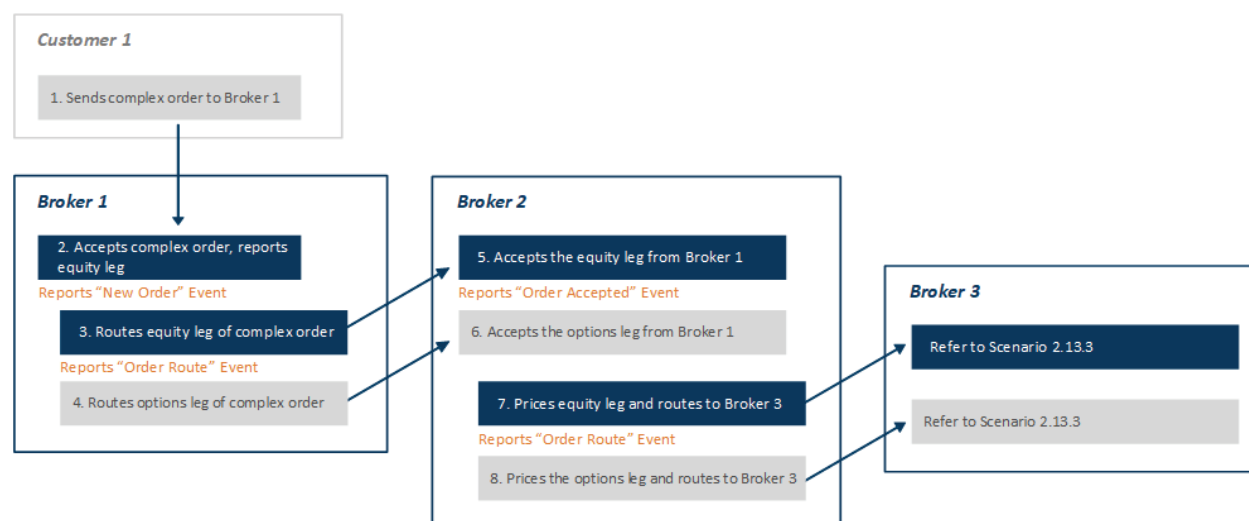 Customer 1
1. Sends complex order to Broker 1
Broker 1
2. Accepts complex order, reports
equity leg
Reports “New Order” Event
3. Routes equity leg of complex order
Reports “Order Route” Event
4. Routes options leg of complex order
Broker 2
5. Accepts the equity leg from Broker 1
Reports “Order Accepted” Event
6. Accepts the options leg from Broker 1
7. Prices equity leg and routes to Broker 3
Reports “Order Route” Event
8. Prices the options leg and routes to Broker 3
Broker 3
Refer to Scenario 2.13.3
Refer to Scenario 2.13.3